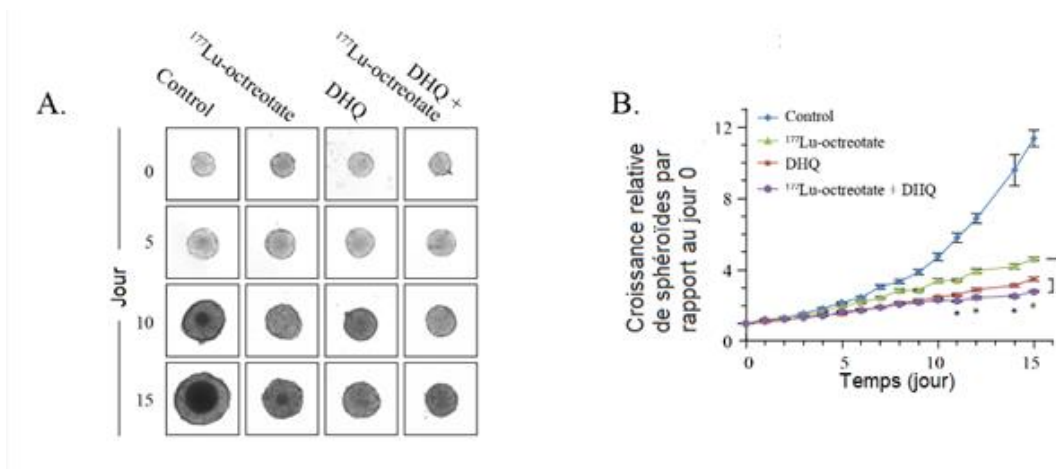 A.
Control
¹⁷⁷Lu-octreotate
DHQ
¹⁷⁷Lu-octreotate
DHQ +
Jour
0
5
10
15
B.
Croissance relative
de sphéroïdes par
rapport au jour 0
12
8
4
0
Control
¹⁷⁷Lu-octreotate
DHQ
¹⁷⁷Lu-octreotate + DHQ
* * * *
0 5 10 15
Temps (jour)